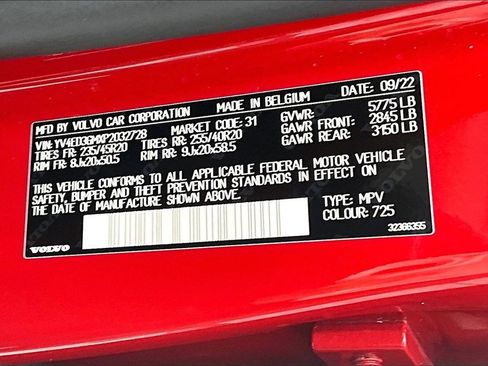 MFD BY VOLVO CAR CORPORATION MADE IN BELGIUM DATE: 09/22
VIN: YV4ED3GMXP2032728 MARKET CODE: 31 GVWR: 5775 LB
TIRES FR: 235/45R20 TIRES RR: 255/40R20 GAWR FRONT: 2845 LB
RIM FR: 8Jx20x50.5 RIM RR: 9Jx20x58.5 GAWR REAR: 3150 LB
THIS VEHICLE CONFORMS TO ALL APPLICABLE FEDERAL MOTOR VEHICLE
SAFETY, BUMPER AND THEFT PREVENTION STANDARDS IN EFFECT ON
THE DATE OF MANUFACTURE SHOWN ABOVE.
TYPE: MPV
COLOUR: 725
VOLVO 32366355